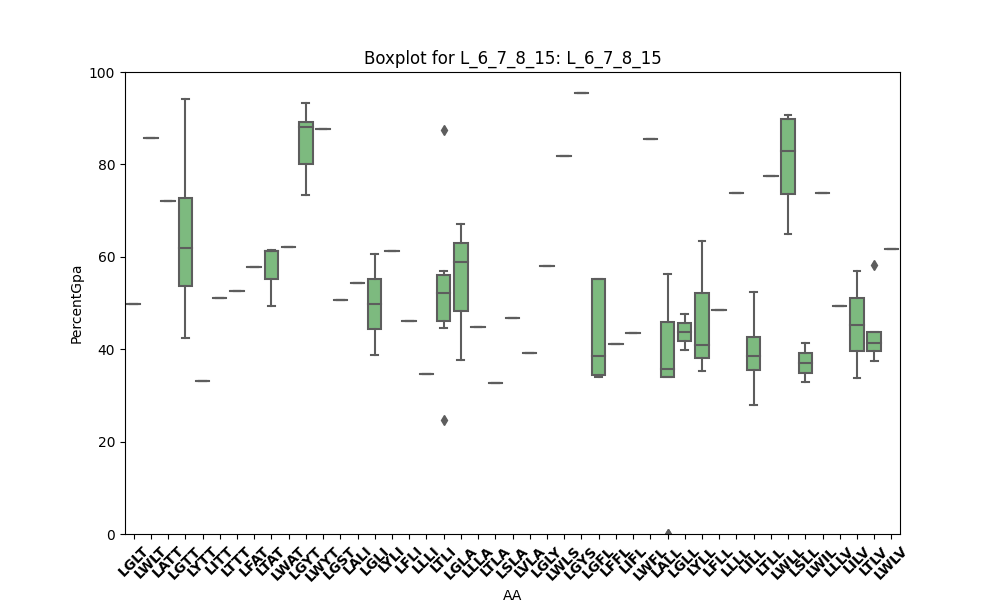 Boxplot for L_6_7_8_15: L_6_7_8_15
PercentGpa
100
80
60
40
20
0
LGLT LWLT LATT LGTT LYTT LITT LTTT LFAT LTAT LWAT LGYT LWYT LGST LALI LGLI LYLI LFLI LLLI LTLI LGLA LLLA LTLA LSLA LVLA LGLY LWLS LGYS LGFL LFFL LIFL LWFL LALL LGLL LYLL LFLL LLLL LILL LTLL LWLL LSLL LWIL LLLV LILV LTLV LWLV
AA